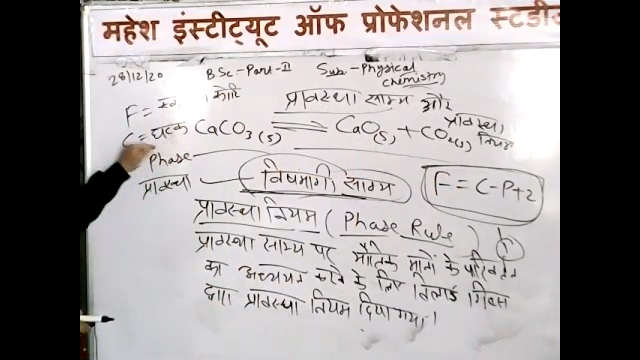 महेश इंस्टीट्यूट ऑफ प्रोफेशनल स्टडीज
28/12/20 BSc-Part-II Sub-Physical chemistry
F = कोटि प्रावस्था साम्य और प्रावस्था नियम
C = घटक CaCO3(s) ⇌ CaO(s) + CO2(g)
Phase
प्रावस्था विषमांगी साम्य F = C-P+2
प्रावस्था नियम (Phase Rule)
प्रावस्था साम्य पर भौतिक मानों के परिवर्तन
का अध्ययन करने के लिए विलार्ड गिब्स
द्वारा प्रावस्था नियम दिया गया।